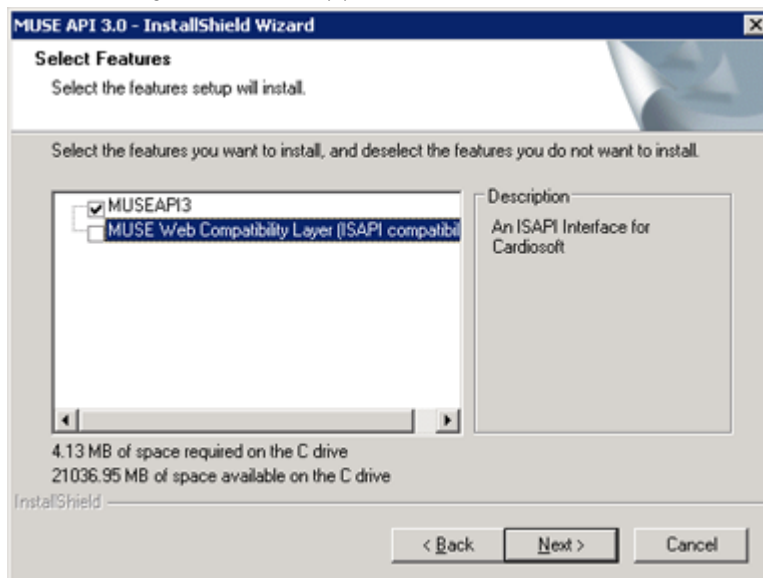 MUSE API 3.0 - InstallShield Wizard
Select Features
Select the features setup will install.
Select the features you want to install, and deselect the features you do not want to install.
MUSEAPI3
MUSE Web Compatibility Layer (ISAPI compatibil
Description
An ISAPI Interface for
Cardiosoft
4.13 MB of space required on the C drive
21036.95 MB of space available on the C drive
InstallShield
< Back
Next >
Cancel